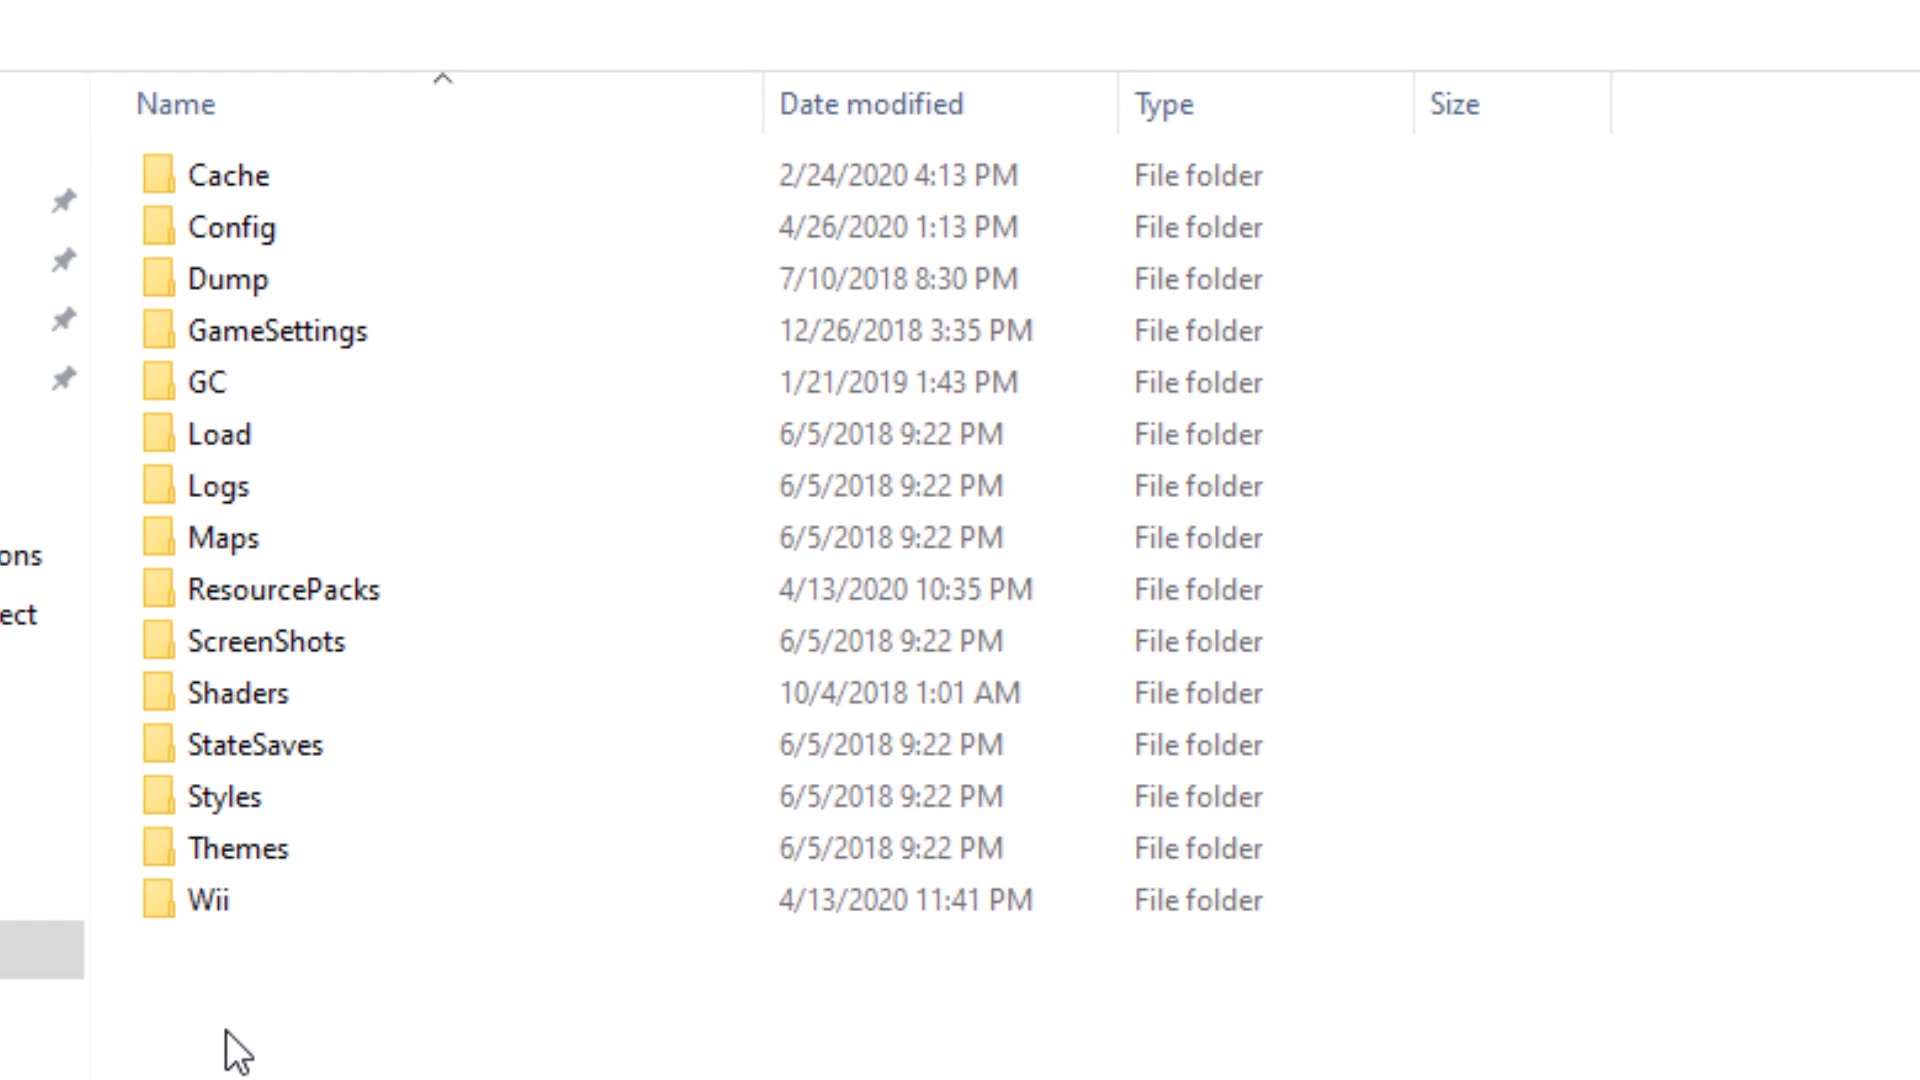 Name Date modified Type Size
Cache 2/24/2020 4:13 PM File folder
Config 4/26/2020 1:13 PM File folder
Dump 7/10/2018 8:30 PM File folder
GameSettings 12/26/2018 3:35 PM File folder
GC 1/21/2019 1:43 PM File folder
Load 6/5/2018 9:22 PM File folder
Logs 6/5/2018 9:22 PM File folder
Maps 6/5/2018 9:22 PM File folder
ons
ResourcePacks 4/13/2020 10:35 PM File folder
ect
ScreenShots 6/5/2018 9:22 PM File folder
Shaders 10/4/2018 1:01 AM File folder
StateSaves 6/5/2018 9:22 PM File folder
Styles 6/5/2018 9:22 PM File folder
Themes 6/5/2018 9:22 PM File folder
Wii 4/13/2020 11:41 PM File folder